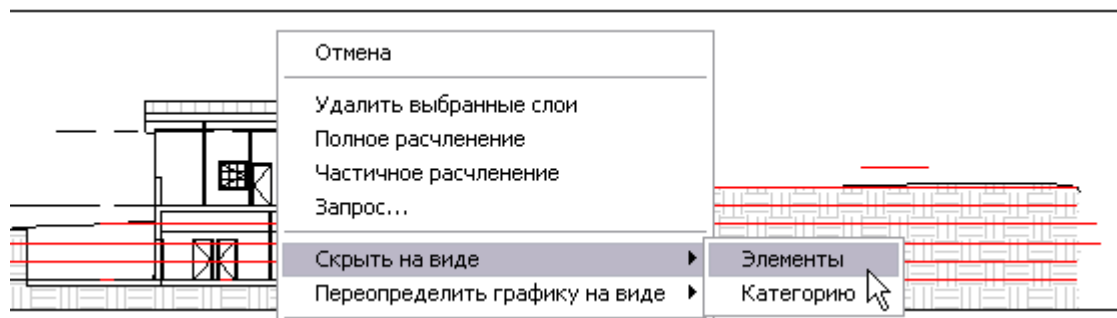 Отмена
Удалить выбранные слои
Полное расчленение
Частичное расчленение
Запрос...
Скрыть на виде
Элементы
Переопределить графику на виде
Категорию